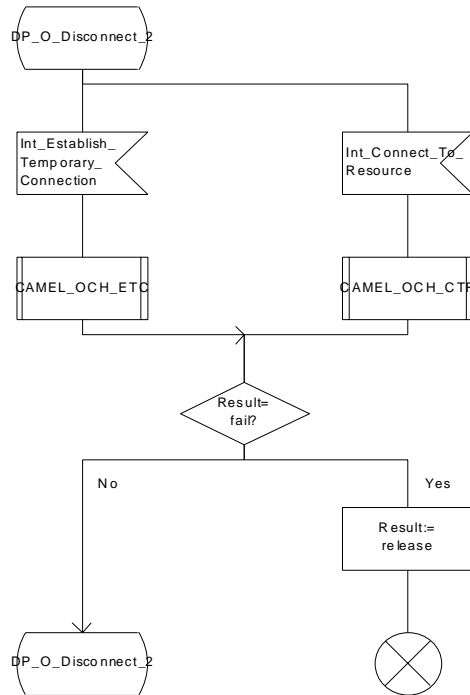 DP_O_Disconnect_2
Int_Establish_
Temporary_
Connection
Int_Connect_To_
Resource
CAMEL_OCH_ETC
CAMEL_OCH_CTR
Result=
fail?
No
Yes
Result:=
release
DP_O_Disconnect_2